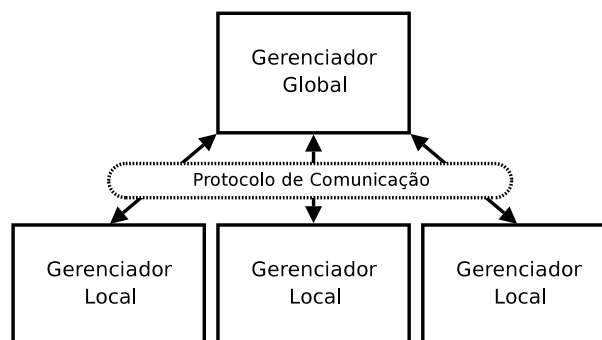 Gerenciador
Global
Protocolo de Comunicação
Gerenciador
Local
Gerenciador
Local
Gerenciador
Local